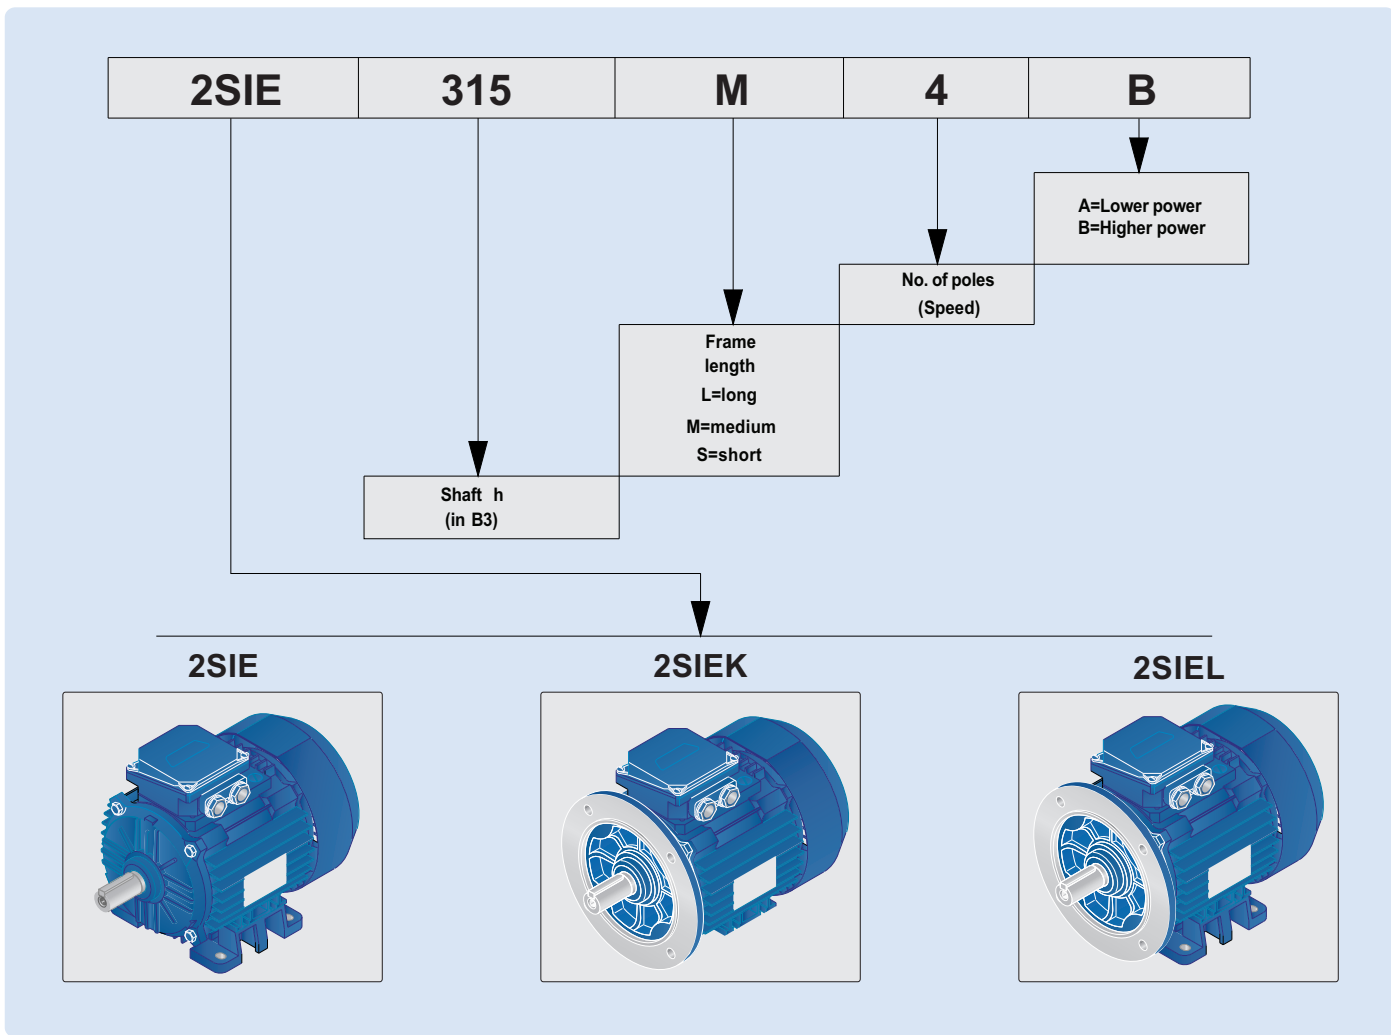 2SIE 315 M 4 B
A=Lower power
B=Higher power
No. of poles
(Speed)
Frame
length
L=long
M=medium
S=short
Shaft h
(in B3)
2SIE 2SIEK 2SIEL